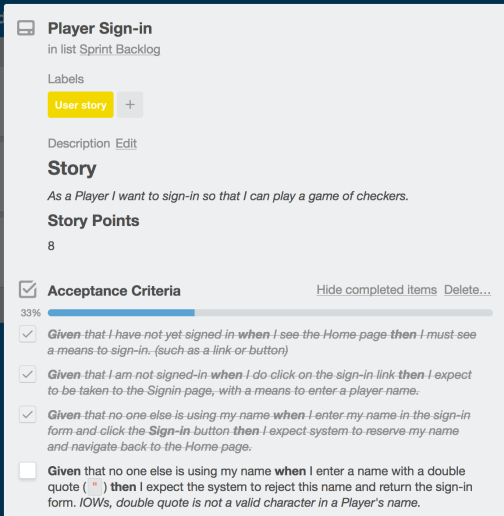 Player Sign-in
in list Sprint Backlog
Labels
User story +
Description Edit
Story
As a Player I want to sign-in so that I can play a game of checkers.
Story Points
8
Acceptance Criteria Hide completed items Delete…
33%
Given that I have not yet signed in when I see the Home page then I must see
a means to sign-in. (such as a link or button)
Given that I am not signed-in when I do click on the sign-in link then I expect
to be taken to the Signin page, with a means to enter a player name.
Given that no one else is using my name when I enter my name in the sign-in
form and click the Sign-in button then I expect system to reserve my name
and navigate back to the Home page.
Given that no one else is using my name when I enter a name with a double
quote ( " ) then I expect the system to reject this name and return the sign-in
form. IOWs, double quote is not a valid character in a Player's name.